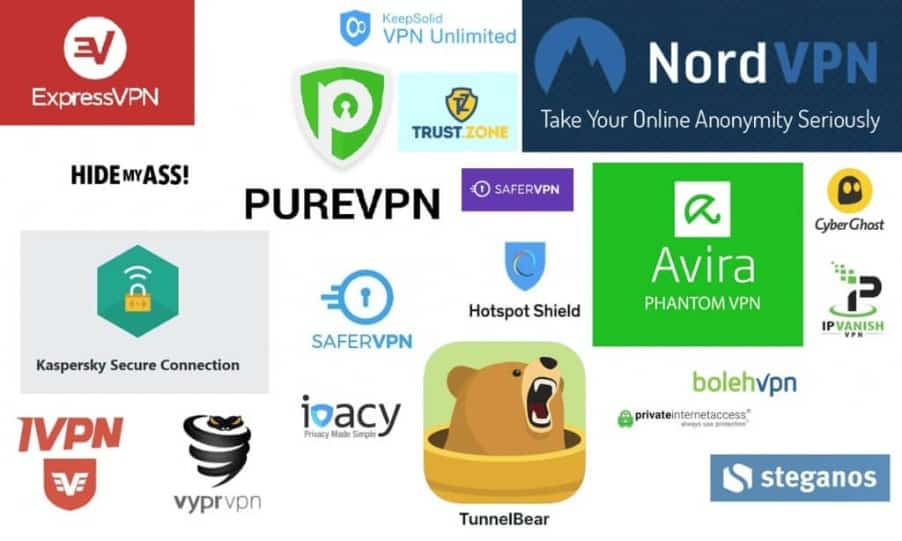 KeepSolid
VPN Unlimited
EV
ExpressVPN
NordVPN
Take Your Online Anonymity Seriously
p
TZ
TRUST.ZONE
HIDE MY ASS!
PUREVPN
SAFERVPN
CyberGhost
Avira
PHANTOM VPN
Hotspot Shield
SAFERVPN
P
IPVANISH
VPN
Kaspersky Secure Connection
bolehvpn
ivacy
Privacy Made Simple
privateinternetaccess®
always use protection®
IVPN
V
vyprvpn
steganos
TunnelBear